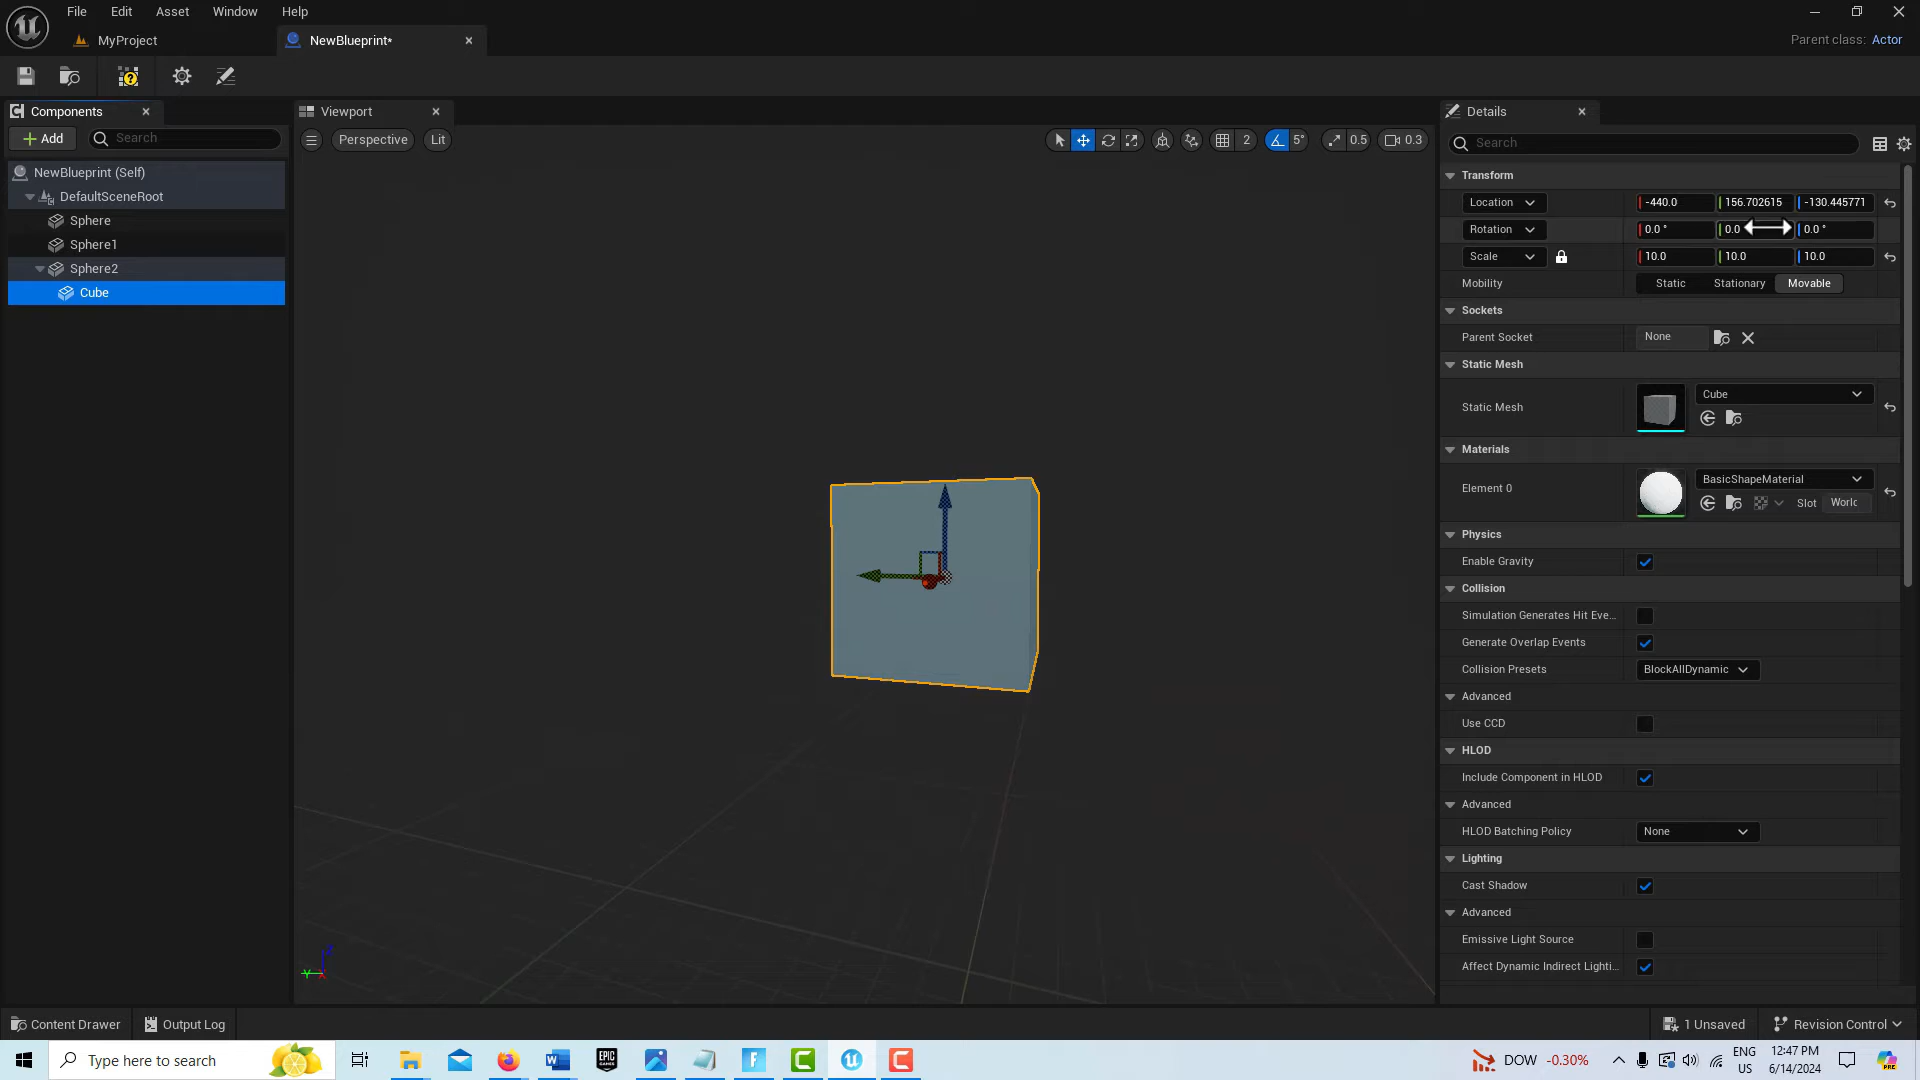 File Edit Asset Window Help
MyProject NewBlueprint*
Parent class: Actor
Components Viewport Details
Add Search Perspective Lit 2 5° 0.5 0.3 Search
NewBlueprint (Self)
DefaultSceneRoot
Sphere
Sphere1
Sphere2
Cube
Transform
Location -440.0 156.702615 -130.445771
Rotation 0.0 ° 0.0 0.0 °
Scale 10.0 10.0 10.0
Mobility Static Stationary Movable
Sockets
Parent Socket None
Static Mesh
Static Mesh Cube
Materials
Element 0 BasicShapeMaterial
Slot Worlc
Physics
Enable Gravity
Collision
Simulation Generates Hit Eve...
Generate Overlap Events
Collision Presets BlockAllDynamic
Advanced
Use CCD
HLOD
Include Component in HLOD
Advanced
HLOD Batching Policy None
Lighting
Cast Shadow
Advanced
Emissive Light Source
Affect Dynamic Indirect Lighti...
Content Drawer Output Log 1 Unsaved Revision Control
Type here to search EPIC GAMES DOW -0.30% ENG US 12:47 PM 6/14/2024